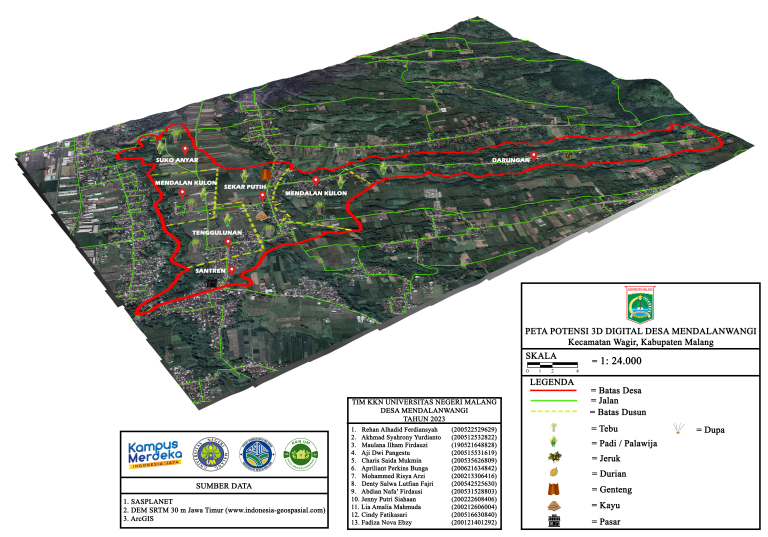 SUKO ANYAR
MENDALAN KULON
SEKAR PUTIH
MENDALAN KULON
DARUNGAN
TENGGULUNAN
SANTREN
KABUPATEN MALANG
PETA POTENSI 3D DIGITAL DESA MENDALANWANGI
Kecamatan Wagir, Kabupaten Malang
SKALA
= 1: 24.000
0 1 2 4
LEGENDA
= Batas Desa
= Jalan
= Batas Dusun
= Tebu
= Dupa
= Padi / Palawija
= Jeruk
= Durian
= Genteng
= Kayu
= Pasar
TIM KKN UNIVERSITAS NEGERI MALANG
DESA MENDALANWANGI
TAHUN 2023
1. Rehan Alhadid Ferdiansyah (200522529629)
2. Akhmad Syahrony Yurdianto (200512532822)
3. Maulana Ilham Firdauzi (190521648828)
4. Aji Dwi Pangestu (200515531619)
5. Charis Saida Mukmin (200535626809)
6. Apriliant Perkins Bunga (200621634842)
7. Mohammed Risya Arzi (200213306416)
8. Denty Salwa Lutfian Fajri (200542525630)
9. Abdian Nafa' Firdausi (200531528803)
10. Jenny Putri Siahaan (200222608406)
11. Lia Amalia Mahmuda (200212606004)
12. Cindy Fatikasari (200516630840)
13. Fadiza Nova Ebzy (200121401292)
Kampus
Merdeka
INDONESIA JAYA
KKN UM
SUMBER DATA
1. SASPLANET
2. DEM SRTM 30 m Jawa Timur (www.indonesia-geospasial.com)
3. ArcGIS